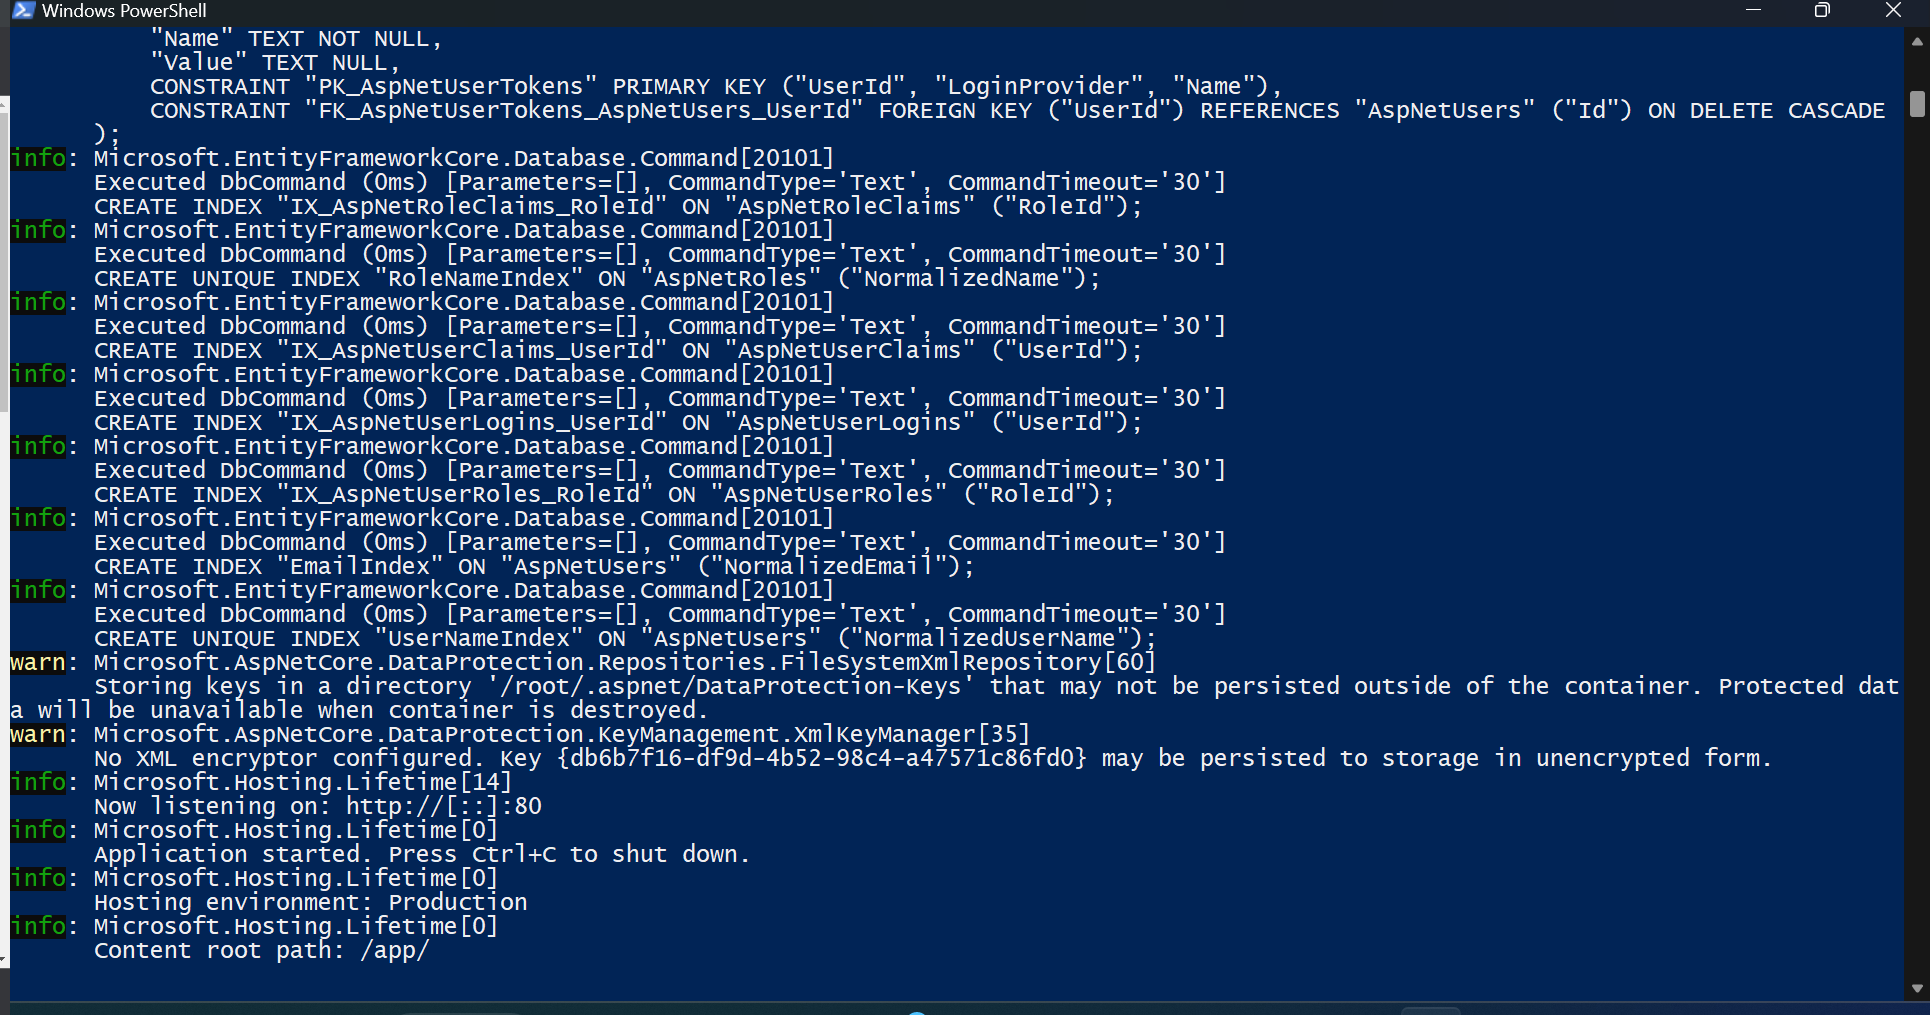 Windows PowerShell
"Name" TEXT NOT NULL,
"Value" TEXT NULL,
CONSTRAINT "PK_AspNetUserTokens" PRIMARY KEY ("UserId", "LoginProvider", "Name"),
CONSTRAINT "FK_AspNetUserTokens_AspNetUsers_UserId" FOREIGN KEY ("UserId") REFERENCES "AspNetUsers" ("Id") ON DELETE CASCADE
);
info: Microsoft.EntityFrameworkCore.Database.Command[20101]
Executed DbCommand (0ms) [Parameters=[], CommandType='Text', CommandTimeout='30']
CREATE INDEX "IX_AspNetRoleClaims_RoleId" ON "AspNetRoleClaims" ("RoleId");
info: Microsoft.EntityFrameworkCore.Database.Command[20101]
Executed DbCommand (0ms) [Parameters=[], CommandType='Text', CommandTimeout='30']
CREATE UNIQUE INDEX "RoleNameIndex" ON "AspNetRoles" ("NormalizedName");
info: Microsoft.EntityFrameworkCore.Database.Command[20101]
Executed DbCommand (0ms) [Parameters=[], CommandType='Text', CommandTimeout='30']
CREATE INDEX "IX_AspNetUserClaims_UserId" ON "AspNetUserClaims" ("UserId");
info: Microsoft.EntityFrameworkCore.Database.Command[20101]
Executed DbCommand (0ms) [Parameters=[], CommandType='Text', CommandTimeout='30']
CREATE INDEX "IX_AspNetUserLogins_UserId" ON "AspNetUserLogins" ("UserId");
info: Microsoft.EntityFrameworkCore.Database.Command[20101]
Executed DbCommand (0ms) [Parameters=[], CommandType='Text', CommandTimeout='30']
CREATE INDEX "IX_AspNetUserRoles_RoleId" ON "AspNetUserRoles" ("RoleId");
info: Microsoft.EntityFrameworkCore.Database.Command[20101]
Executed DbCommand (0ms) [Parameters=[], CommandType='Text', CommandTimeout='30']
CREATE INDEX "EmailIndex" ON "AspNetUsers" ("NormalizedEmail");
info: Microsoft.EntityFrameworkCore.Database.Command[20101]
Executed DbCommand (0ms) [Parameters=[], CommandType='Text', CommandTimeout='30']
CREATE UNIQUE INDEX "UserNameIndex" ON "AspNetUsers" ("NormalizedUserName");
warn: Microsoft.AspNetCore.DataProtection.Repositories.FileSystemXmlRepository[60]
Storing keys in a directory '/root/.aspnet/DataProtection-Keys' that may not be persisted outside of the container. Protected dat
a will be unavailable when container is destroyed.
warn: Microsoft.AspNetCore.DataProtection.KeyManagement.XmlKeyManager[35]
No XML encryptor configured. Key {db6b7f16-df9d-4b52-98c4-a47571c86fd0} may be persisted to storage in unencrypted form.
info: Microsoft.Hosting.Lifetime[14]
Now listening on: http://[::]:80
info: Microsoft.Hosting.Lifetime[0]
Application started. Press Ctrl+C to shut down.
info: Microsoft.Hosting.Lifetime[0]
Hosting environment: Production
info: Microsoft.Hosting.Lifetime[0]
Content root path: /app/